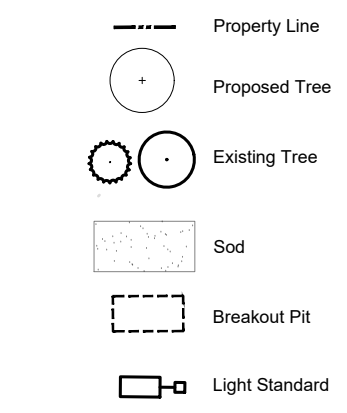 Property Line
Proposed Tree
Existing Tree
Sod
Breakout Pit
Light Standard